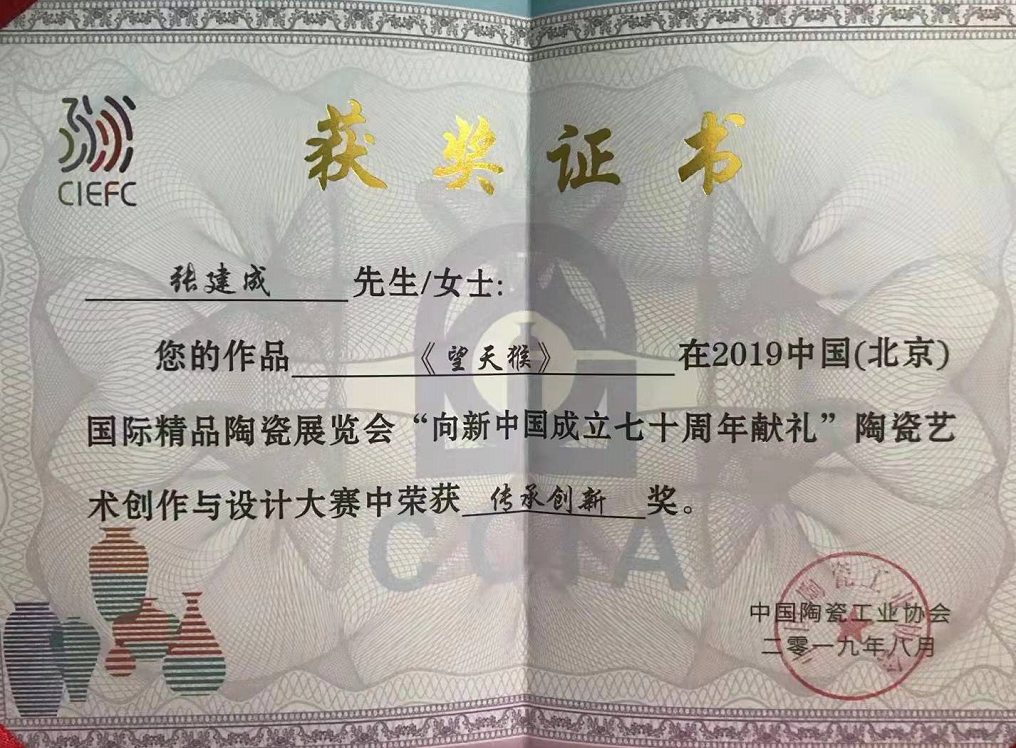 CIEFC
获奖证书
张建成 先生/女士:
您的作品《望天猴》在2019中国(北京)
国际精品陶瓷展览会“向新中国成立七十周年献礼”陶瓷艺
术创作与设计大赛中荣获 传承创新 奖。
CCIA
中国陶瓷工业协会
二零一九年八月